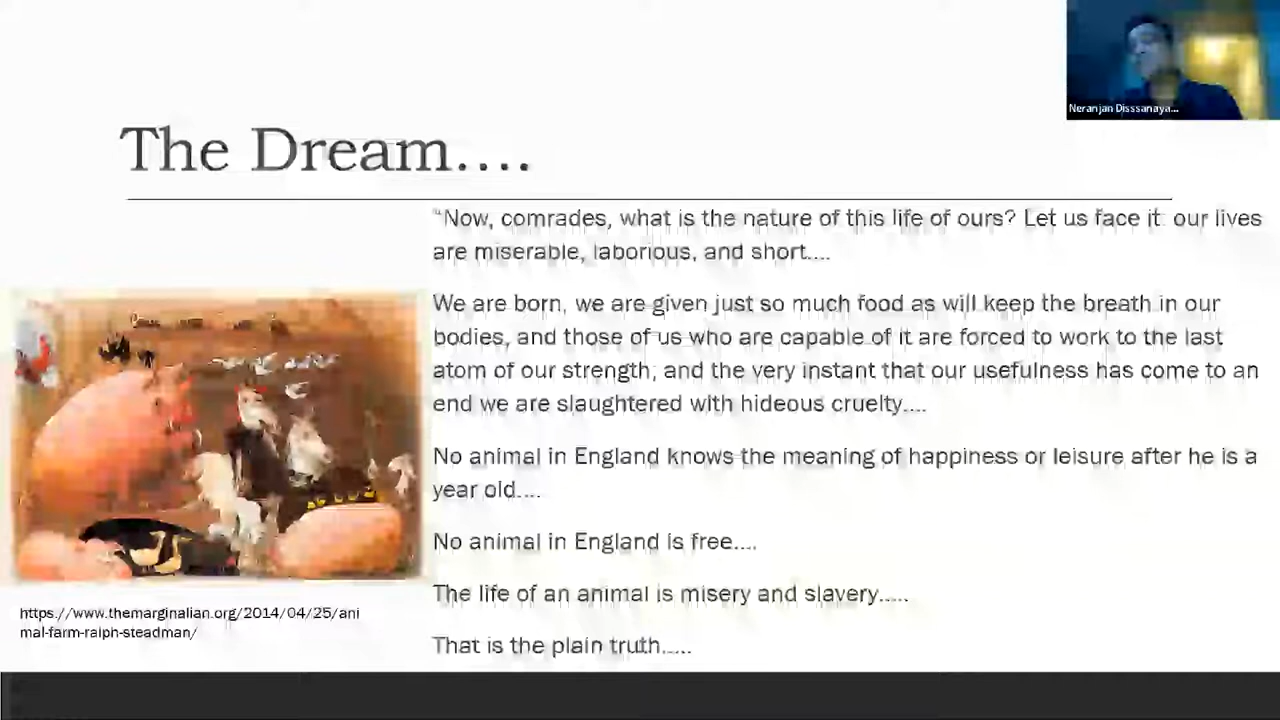 Neranjan Disssanaya...
The Dream....
"Now, comrades, what is the nature of this life of ours? Let us face it: our lives
are miserable, laborious, and short....
We are born, we are given just so much food as will keep the breath in our
bodies, and those of us who are capable of it are forced to work to the last
atom of our strength; and the very instant that our usefulness has come to an
end we are slaughtered with hideous cruelty....
No animal in England knows the meaning of happiness or leisure after he is a
year old....
No animal in England is free....
The life of an animal is misery and slavery.....
That is the plain truth.....
https://www.themarginalian.org/2014/04/25/ani
mal-farm-ralph-steadman/